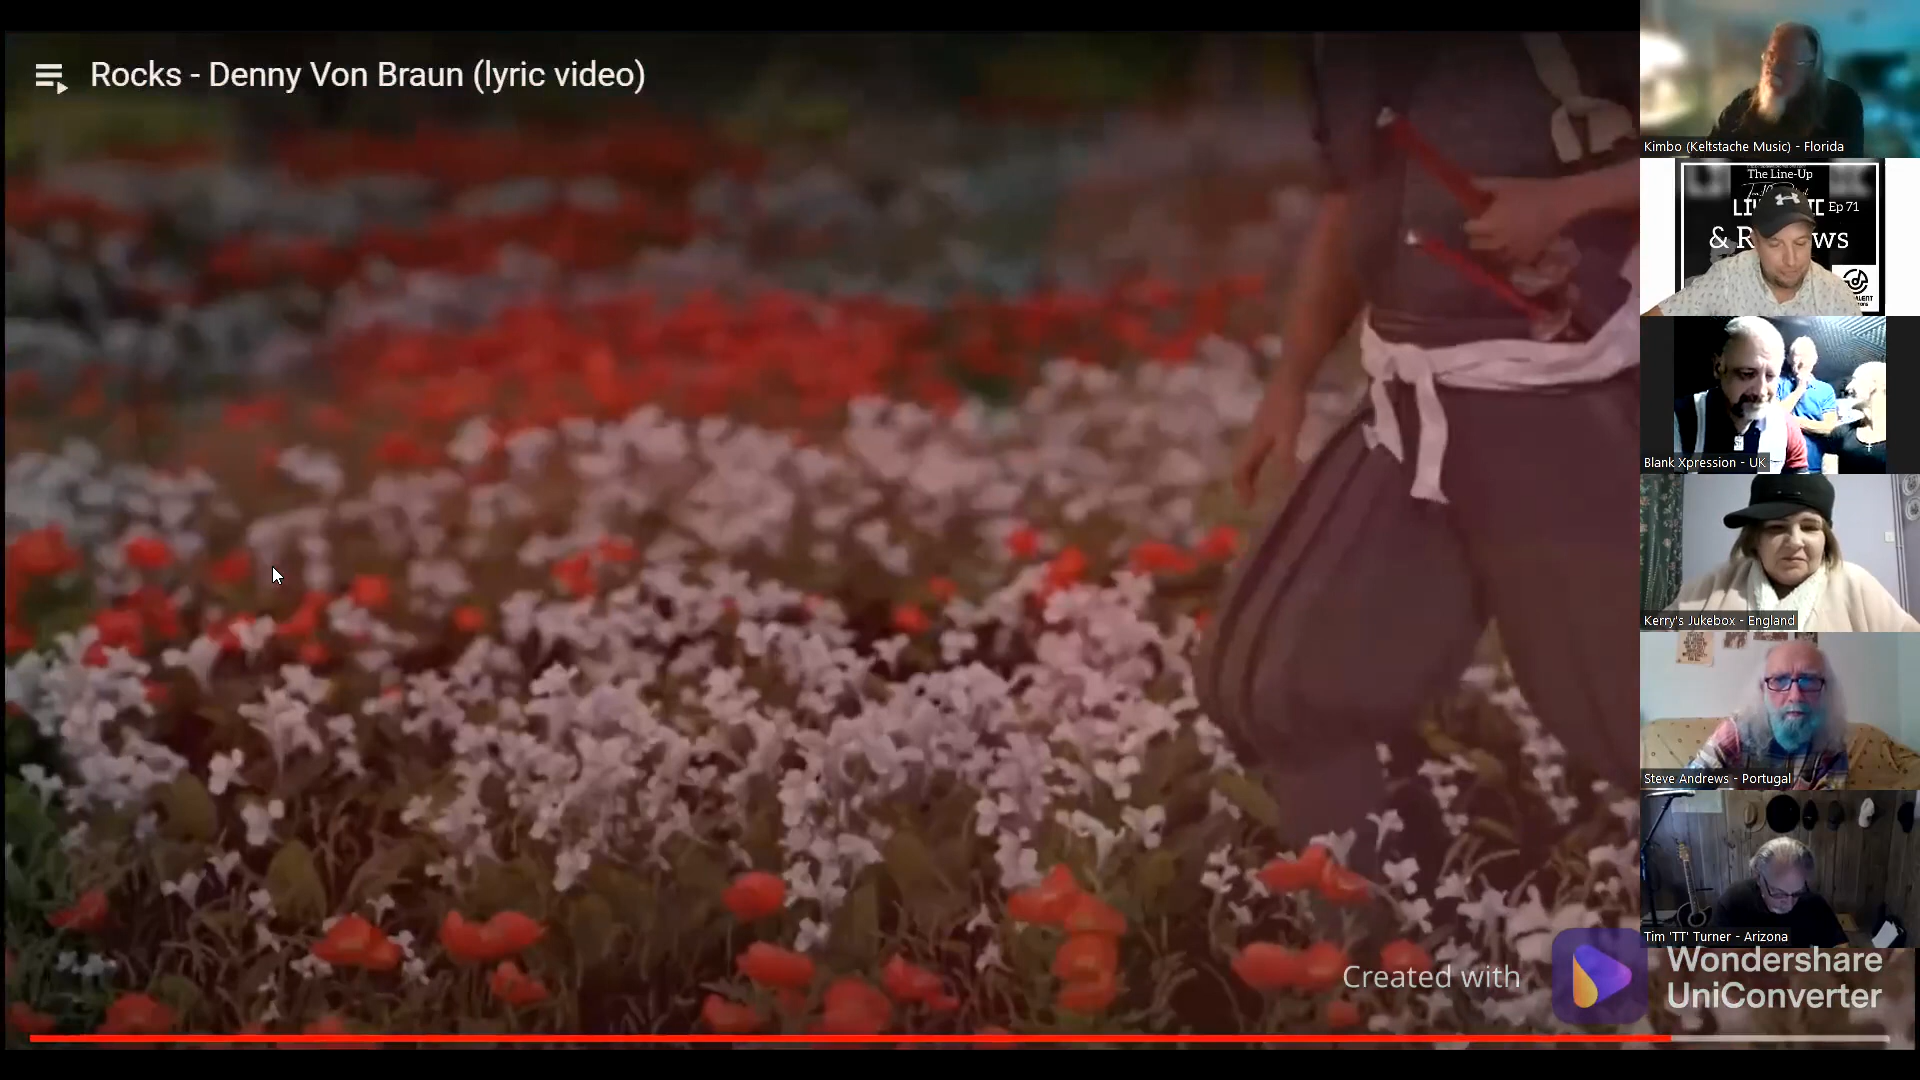 Rocks - Denny Von Braun (lyric video)
Kimbo (Keltstache Music) - Florida
The Line-Up
Ep 71
Blank Xpression - UK
Kerry's Jukebox - England
Steve Andrews - Portugal
Tim 'TT' Turner - Arizona
Created with
Wondershare
UniConverter